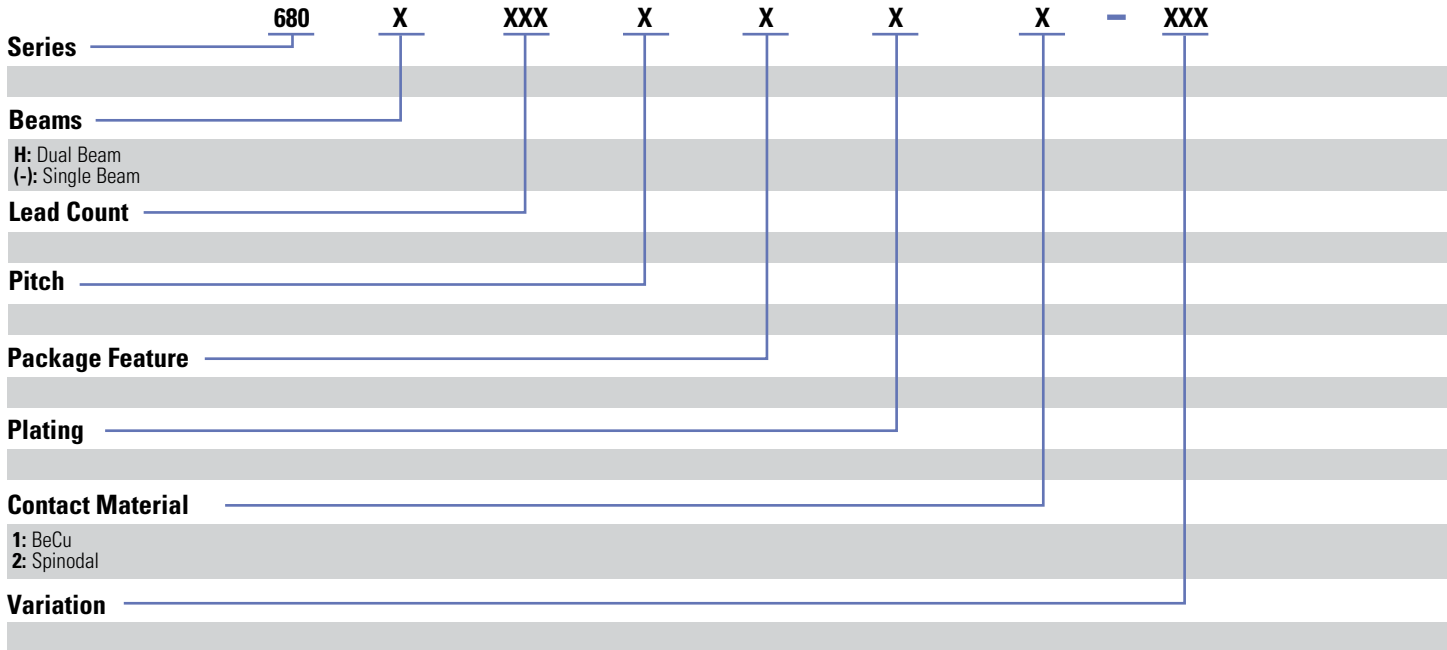 680 X XXX X X X X – XXX
Series
Beams
H: Dual Beam
(-): Single Beam
Lead Count
Pitch
Package Feature
Plating
Contact Material
1: BeCu
2: Spinodal
Variation